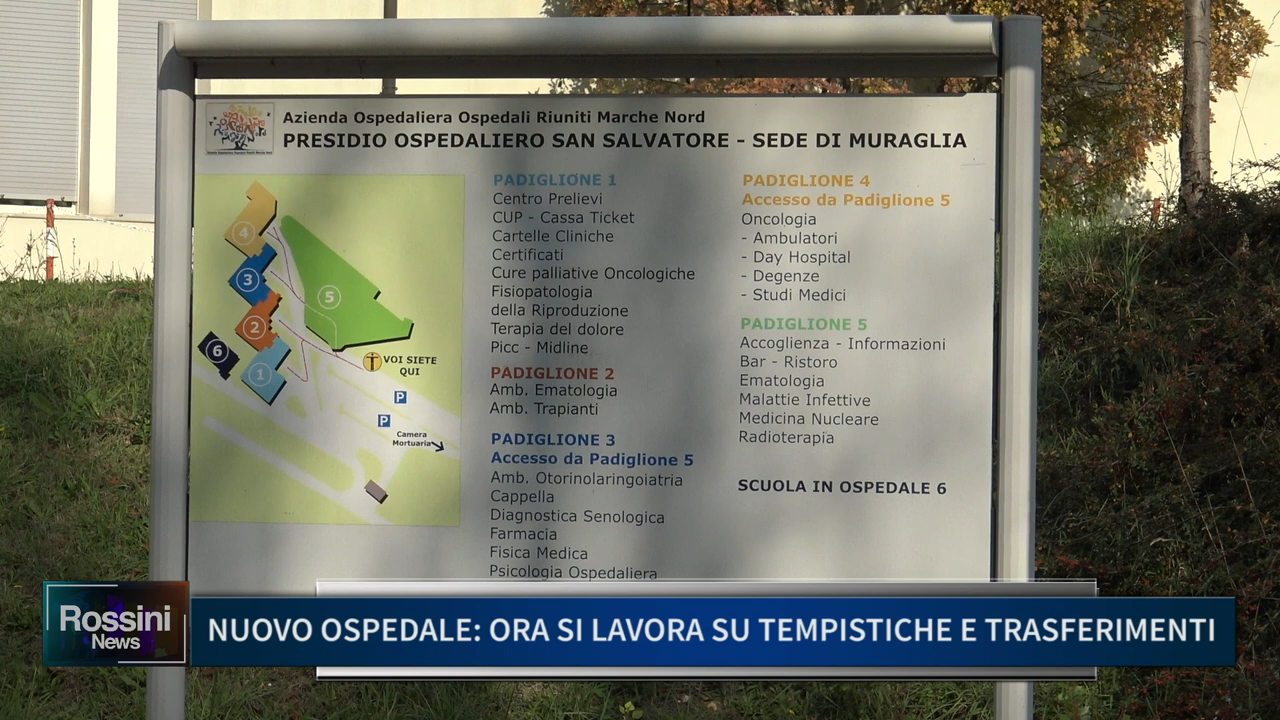 Azienda Ospedaliera Ospedali Riuniti Marche Nord
PRESIDIO OSPEDALIERO SAN SALVATORE - SEDE DI MURAGLIA
4
3
5
2
6
1
VOI SIETE
QUI
P
P
Camera
Mortuaria
PADIGLIONE 1
Centro Prelievi
CUP - Cassa Ticket
Cartelle Cliniche
Certificati
Cure palliative Oncologiche
Fisiopatologia
della Riproduzione
Terapia del dolore
Picc - Midline
PADIGLIONE 2
Amb. Ematologia
Amb. Trapianti
PADIGLIONE 3
Accesso da Padiglione 5
Amb. Otorinolaringoiatria
Cappella
Diagnostica Senologica
Farmacia
Fisica Medica
Psicologia Ospedaliera
PADIGLIONE 4
Accesso da Padiglione 5
Oncologia
- Ambulatori
- Day Hospital
- Degenze
- Studi Medici
PADIGLIONE 5
Accoglienza - Informazioni
Bar - Ristoro
Ematologia
Malattie Infettive
Medicina Nucleare
Radioterapia
SCUOLA IN OSPEDALE 6
Rossini
News
NUOVO OSPEDALE: ORA SI LAVORA SU TEMPISTICHE E TRASFERIMENTI